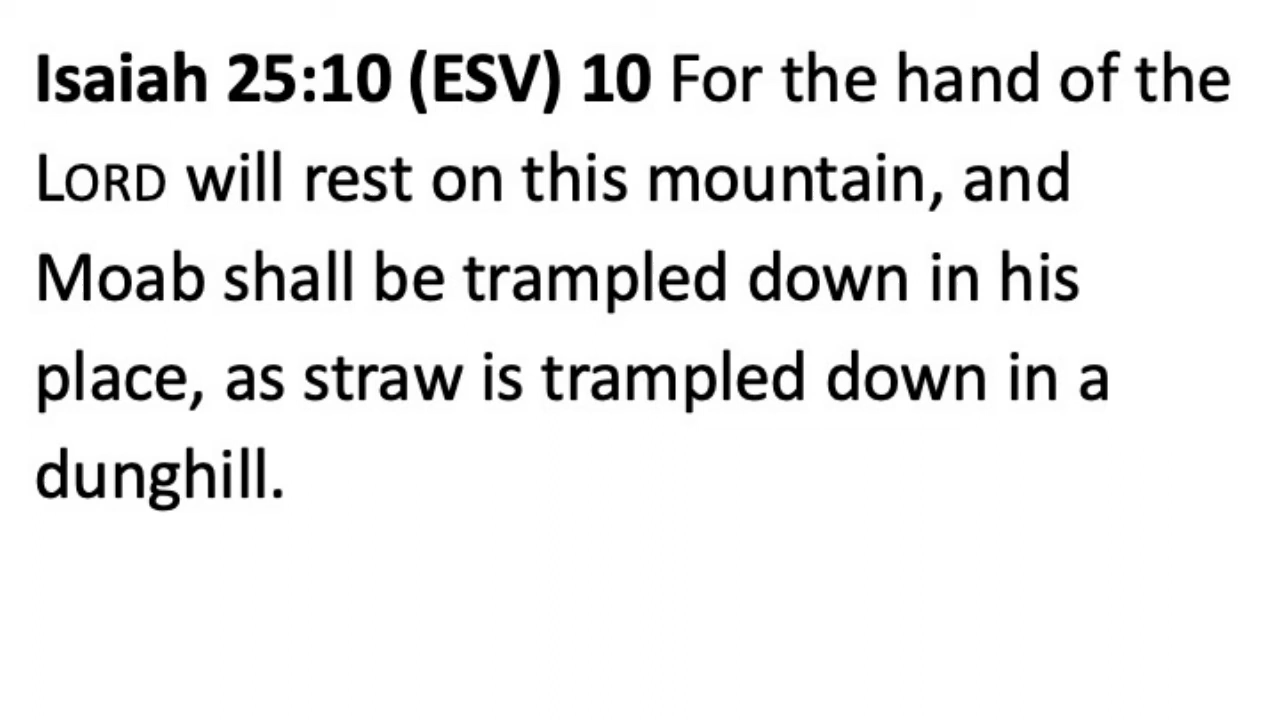 Isaiah 25:10 (ESV) 10 For the hand of the
LORD will rest on this mountain, and
Moab shall be trampled down in his
place, as straw is trampled down in a
dunghill.